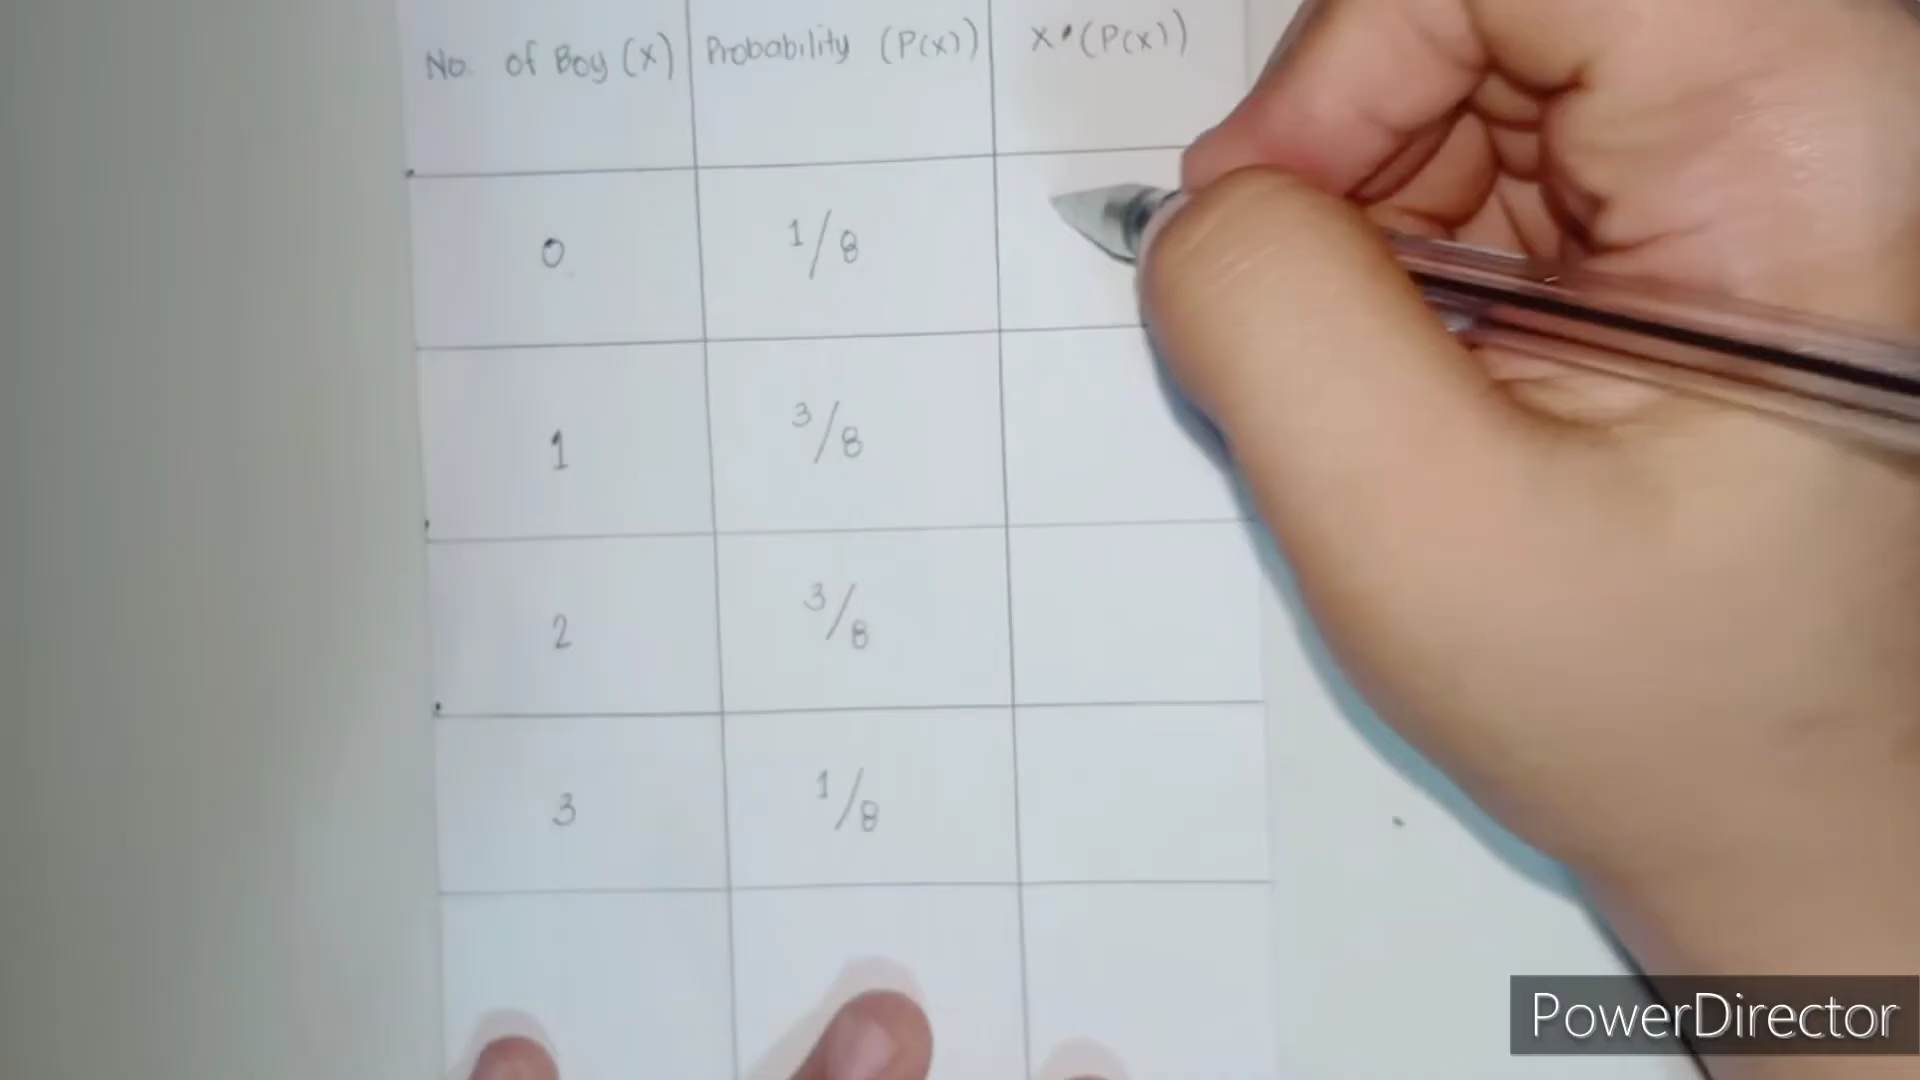 No. of Boy (x) Probability (P(x)) X•(P(x))
0 1/8
1 3/8
2 3/8
3 1/8
PowerDirector